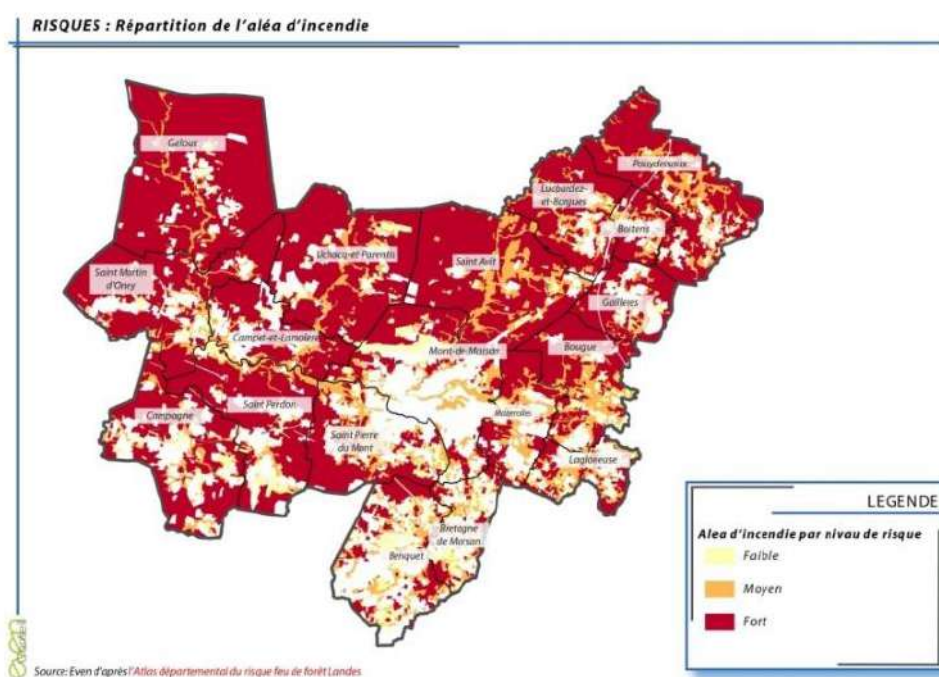 RISQUES : Répartition de l'aléa d'incendie
Geloux
Pouydesseaux
Lucbardez-
et-Bargues
Bostens
Uchacq-et-Parentis
Saint Avit
Saint Martin
d'Oney
Gaillères
Campet-et-Lamolère
Mont-de-Marsan
Bougue
Campagne
Saint Perdon
Mazerolles
Saint Pierre
du Mont
Laglorieuse
Bretagne
de Marsan
Benquet
LEGENDE
Alea d'incendie par nivau de risque
Faible
Moyen
Fort
Source: Even d'après l'Atlas départemental du risque feu de forêt Landes